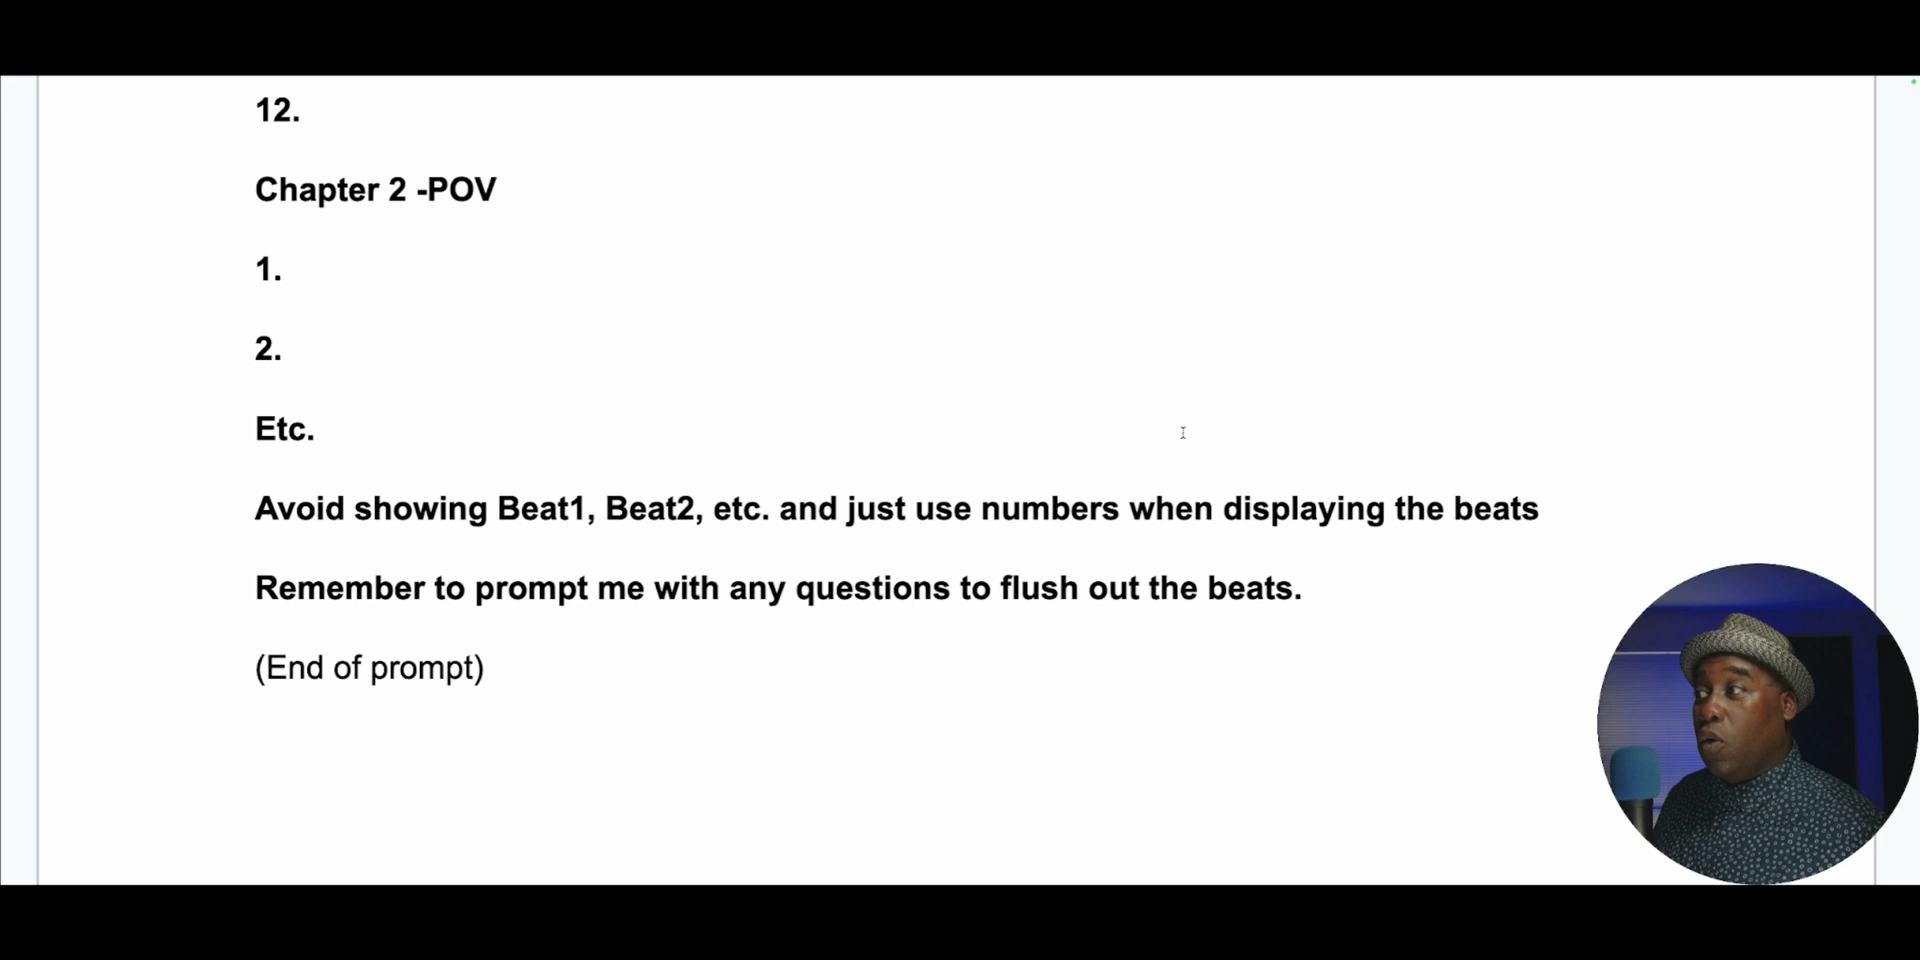 12.
Chapter 2 -POV
1.
2.
Etc.
Avoid showing Beat1, Beat2, etc. and just use numbers when displaying the beats
Remember to prompt me with any questions to flush out the beats.
(End of prompt)